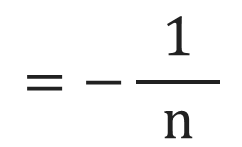 = − 1/n